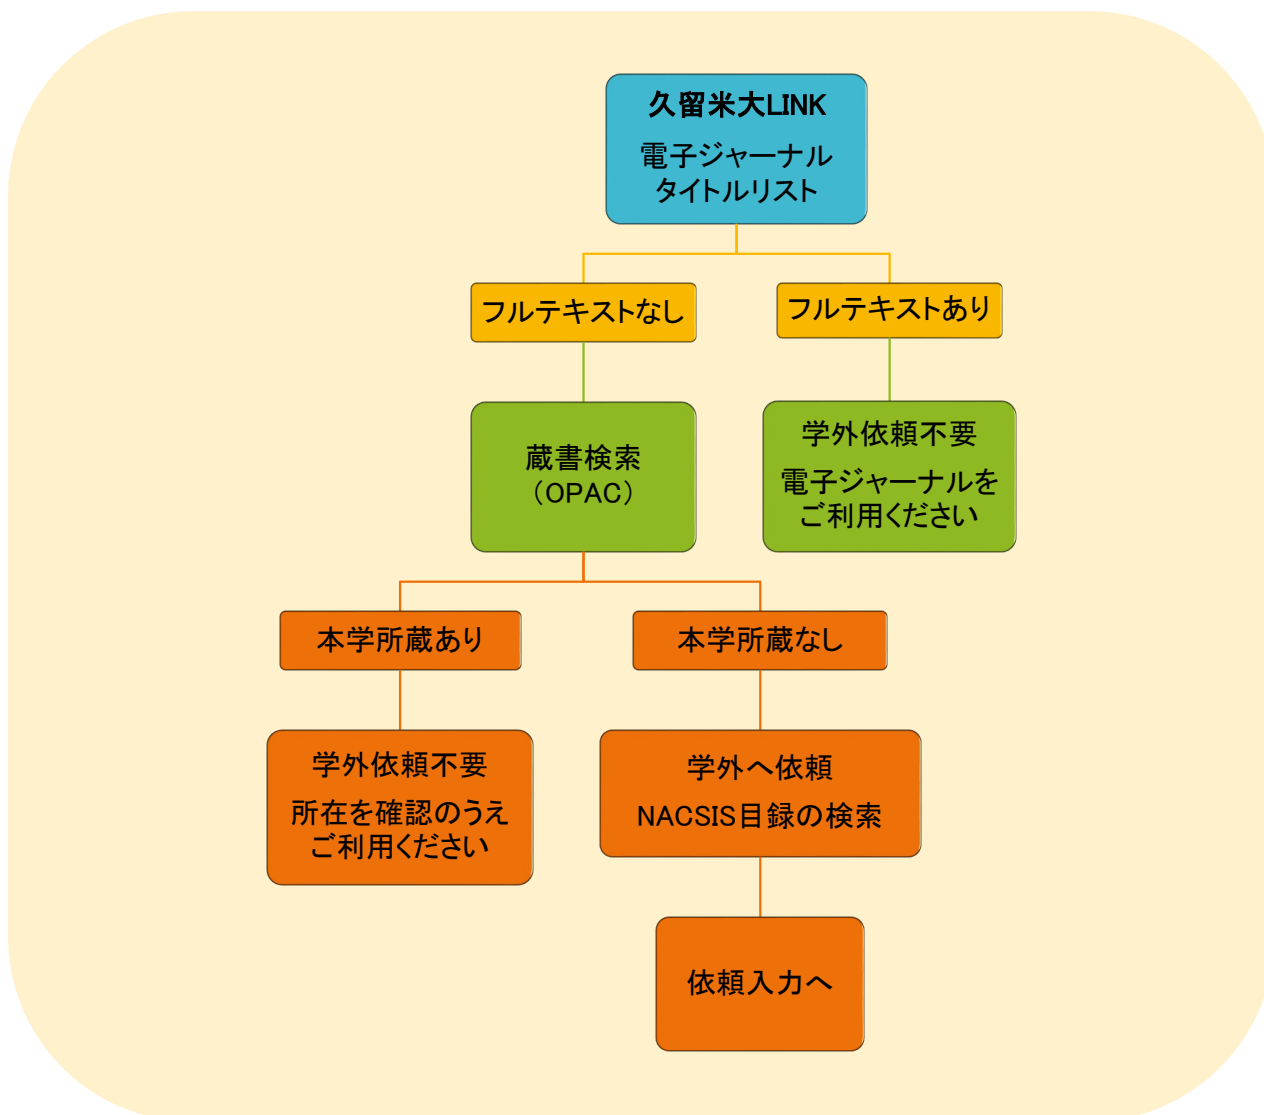 久留米大LINK
電子ジャーナル
タイトルリスト
フルテキストなし
フルテキストあり
蔵書検索
（OPAC）
学外依頼不要
電子ジャーナルを
ご利用ください
本学所蔵あり
本学所蔵なし
学外依頼不要
所在を確認のうえ
ご利用ください
学外へ依頼
NACSIS目録の検索
依頼入力へ